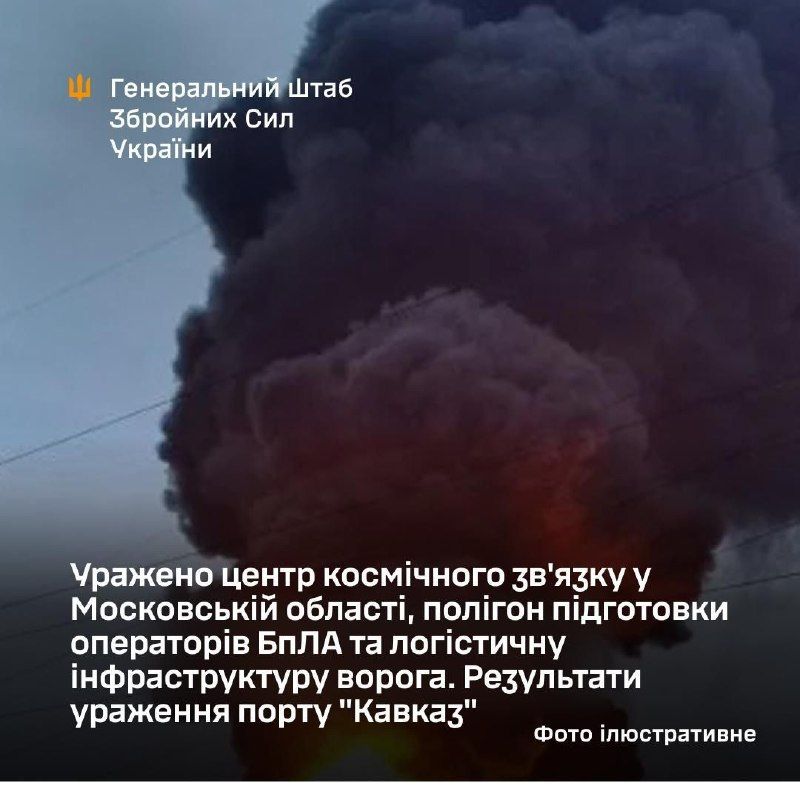 Генеральний Штаб
Збройних Сил
України
Уражено центр космічного зв'язку у
Московській області, полігон підготовки
операторів БпЛА та логістичну
інфраструктуру ворога. Результати
ураження порту "Кавказ"
Фото ілюстративне